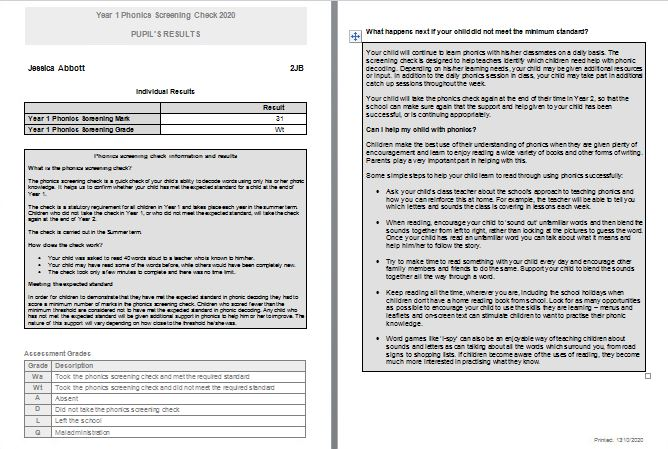 Year 1 Phonics Screening Check 2020
PUPIL'S RESULTS
Jessica Abbott 2JB
Individual Results
Result
Year 1 Phonics Screening Mark 31
Year 1 Phonics Screening Grade Wt
Phonics screening check information and results
What is the phonics screening check?
The phonics screening check is a quick check of your child's ability to decode words using only his or her phonic
knowledge. It helps us to confirm whether your child has met the expected standard for a child at the end of
Year 1.
The check is a statutory requirement for all children in Year 1 and takes place each year in the summer term.
Children who did not take the check in Year 1, or who did not meet the expected standard, will take the check
again at the end of Year 2.
The check is carried out in the Summer term.
How does the check work?
• Your child was asked to read 40 words aloud to a teacher who is known to him/her.
• Your child may have read some of the words before, while others would have been completely new.
• The check took only a few minutes to complete and there was no time limit.
Meeting the expected standard
In order for children to demonstrate that they have met the expected standard in phonic decoding they had to
score a minimum number of marks in the phonics screening check. Children who scored fewer than the
minimum threshold are considered not to have met the expected standard in phonic decoding. Any child who
has not met the expected standard will be given additional support in phonics to help him or her to improve. The
nature of this support will vary depending on how close to the threshold he/she was.
Assessment Grades
Grade Description
Wa Took the phonics screening check and met the required standard
Wt Took the phonics screening check and did not meet the required standard
A Absent
D Did not take the phonics screening check
L Left the school
Q Maladministration
What happens next if your child did not meet the minimum standard?
Your child will continue to learn phonics with his/her classmates on a daily basis. The
screening check is designed to help teachers identify which children need help with phonic
decoding. Depending on his/her learning needs, your child may be given additional resources
or input. In addition to the daily phonics session in class, your child may take part in additional
catch up sessions throughout the week.
Your child will take the phonics check again at the end of their time in Year 2, so that the
school can make sure again that the support and help given to your child has been
successful, or is continuing appropriately.
Can I help my child with phonics?
Children make the best use of their understanding of phonics when they are given plenty of
encouragement and learn to enjoy reading a wide variety of books and other forms of writing.
Parents play a very important part in helping with this.
Some simple steps to help your child learn to read through using phonics successfully:
• Ask your child's class teacher about the school's approach to teaching phonics and
how you can reinforce this at home. For example, the teacher will be able to tell you
which letters and sounds the class is covering in lessons each week.
• When reading, encourage your child to 'sound out' unfamiliar words and then blend the
sounds together from left to right, rather than looking at the pictures to guess the word.
Once your child has read an unfamiliar word you can talk about what it means and
help him/her to follow the story.
• Try to make time to read something with your child every day and encourage other
family members and friends to do the same. Support your child to blend the sounds
together all the way through a word.
• Keep reading all the time, wherever you are, including the school holidays when
children don't have a home reading book from school. Look for as many opportunities
as possible to encourage your child to use the skills they are learning – menus and
leaflets and on-screen text can stimulate children to want to practise their phonic
knowledge.
• Word games like 'I-spy' can also be an enjoyable way of teaching children about
sounds and letters as can talking about all the words which surround you, from road
signs to shopping lists. If children become aware of the uses of reading, they become
much more interested in practising what they know.
Printed: 13/10/2020